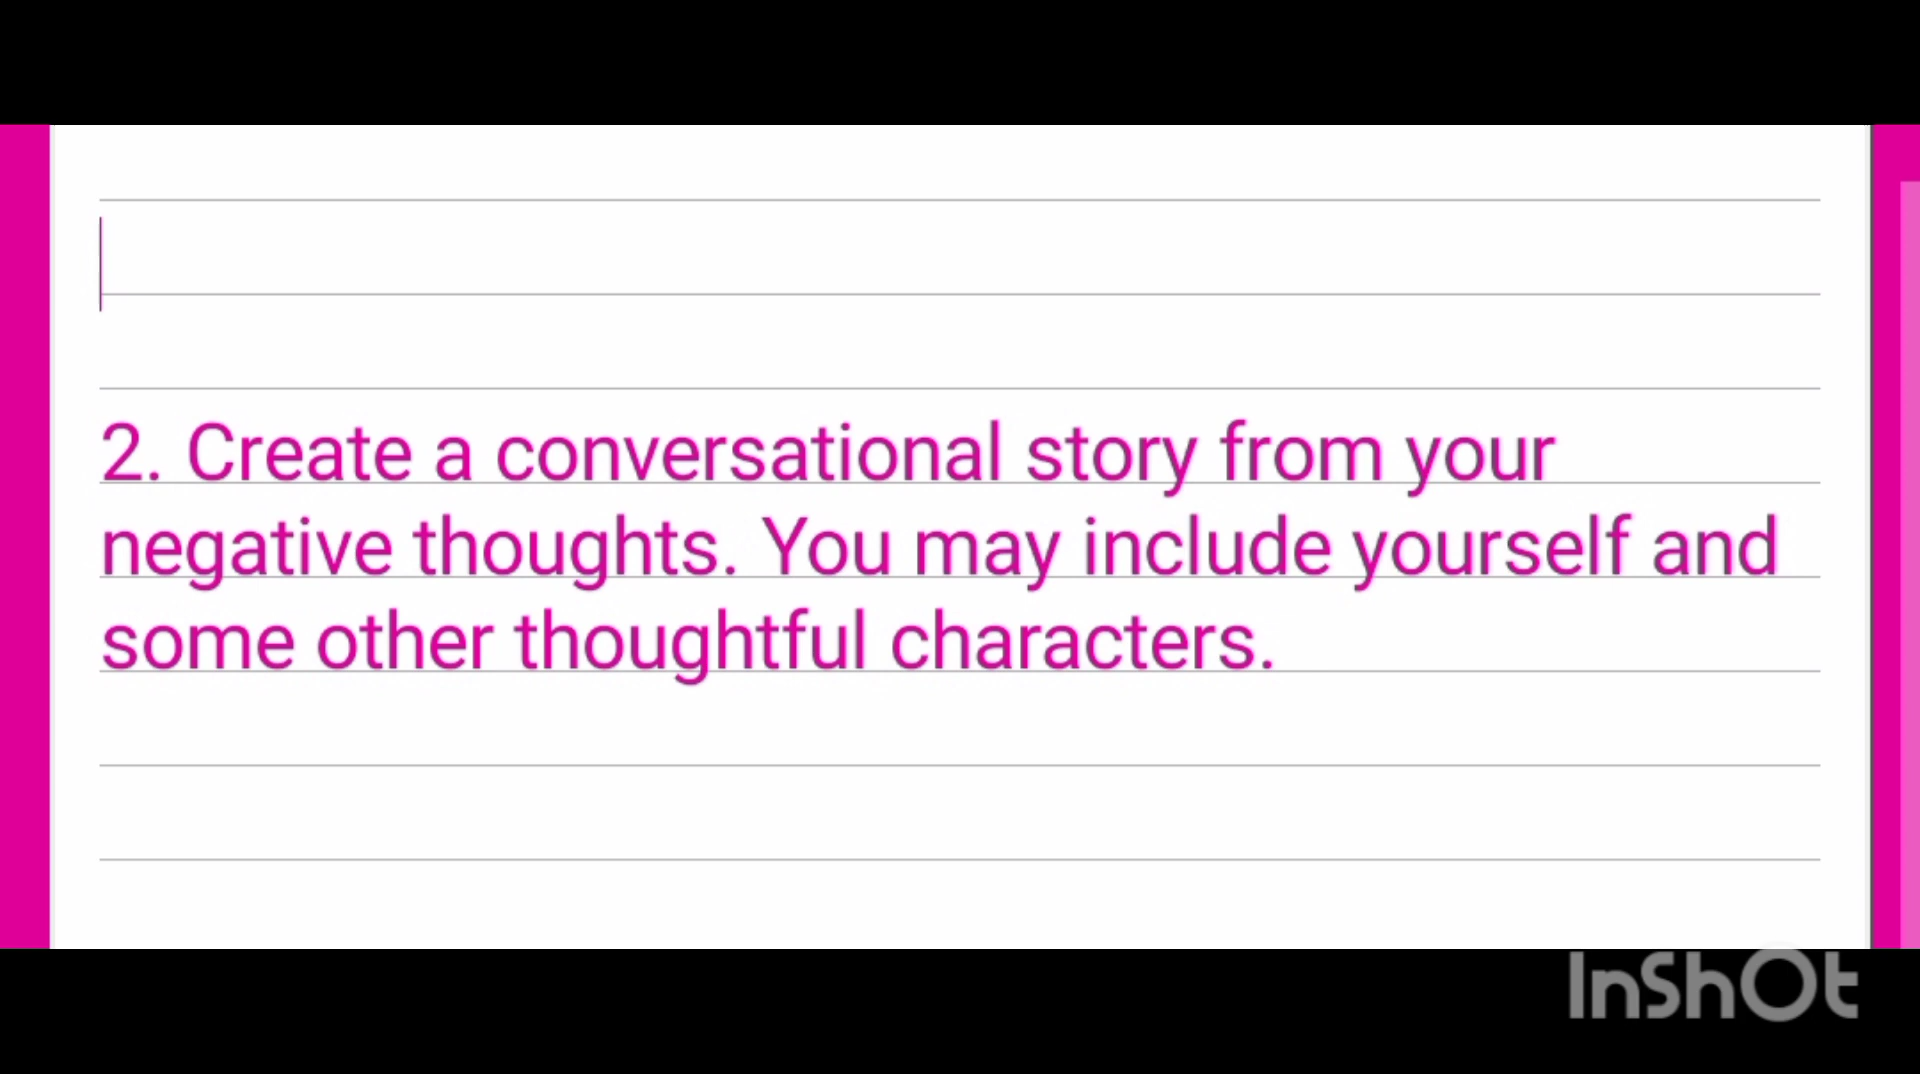 2. Create a conversational story from your
negative thoughts. You may include yourself and
some other thoughtful characters.
InShOt